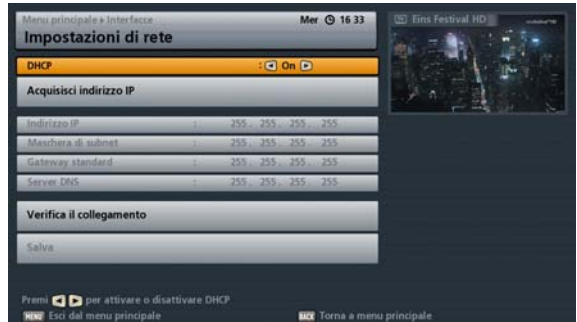 Menu principale ▸ Interfacce
Mer 16 33
Impostazioni di rete
TV Eins Festival HD
DHCP : ◀ On ▶
Acquisisci indirizzo IP
Indirizzo IP : 255 . 255 . 255 . 255
Maschera di subnet : 255 . 255 . 255 . 255
Gateway standard : 255 . 255 . 255 . 255
Server DNS : 255 . 255 . 255 . 255
Verifica il collegamento
Salva
Premi ◀ ▶ per attivare o disattivare DHCP
MENU Esci dal menu principale
BACK Torna a menu principale